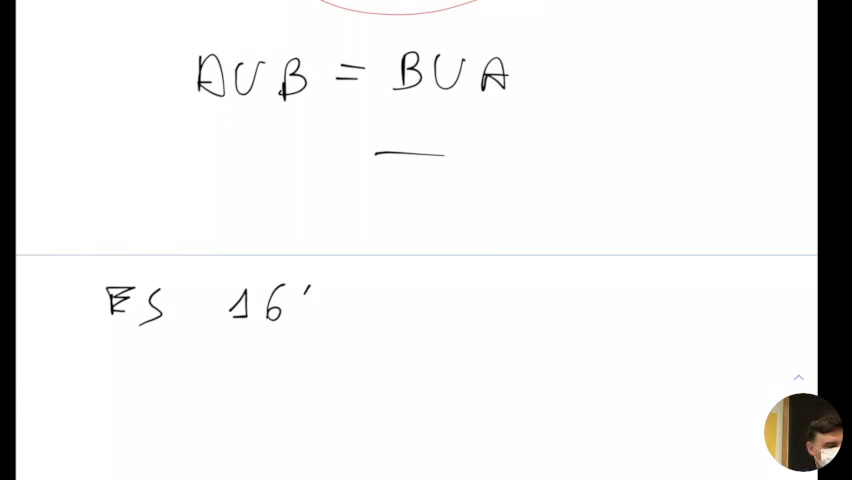 A∪B = B∪A
ES 16'